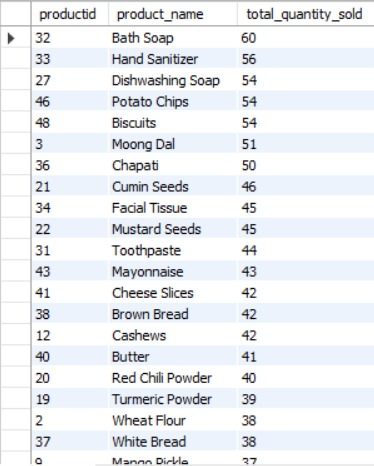 productid product_name total_quantity_sold
32 Bath Soap 60
33 Hand Sanitizer 56
27 Dishwashing Soap 54
46 Potato Chips 54
48 Biscuits 54
3 Moong Dal 51
36 Chapati 50
21 Cumin Seeds 46
34 Facial Tissue 45
22 Mustard Seeds 45
31 Toothpaste 44
43 Mayonnaise 43
41 Cheese Slices 42
38 Brown Bread 42
12 Cashews 42
40 Butter 41
20 Red Chili Powder 40
19 Turmeric Powder 39
2 Wheat Flour 38
37 White Bread 38
9 Mango Pickle 37